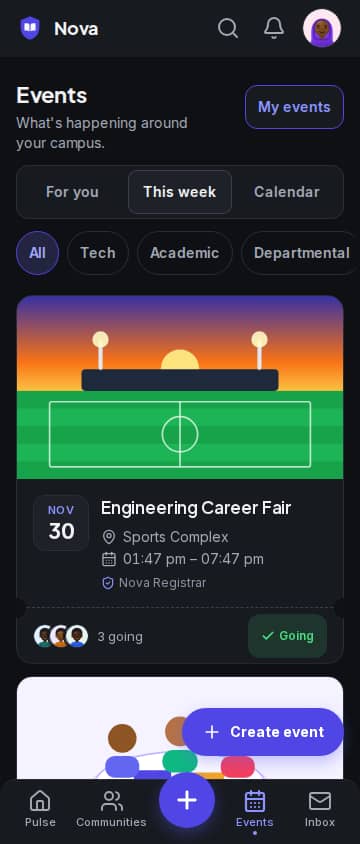 Nova
Events
My events
What's happening around
your campus.
For you
This week
Calendar
All
Tech
Academic
Departmental
NOV
30
Engineering Career Fair
Sports Complex
01:47 pm – 07:47 pm
Nova Registrar
3 going
Going
Create event
Pulse
Communities
Events
Inbox